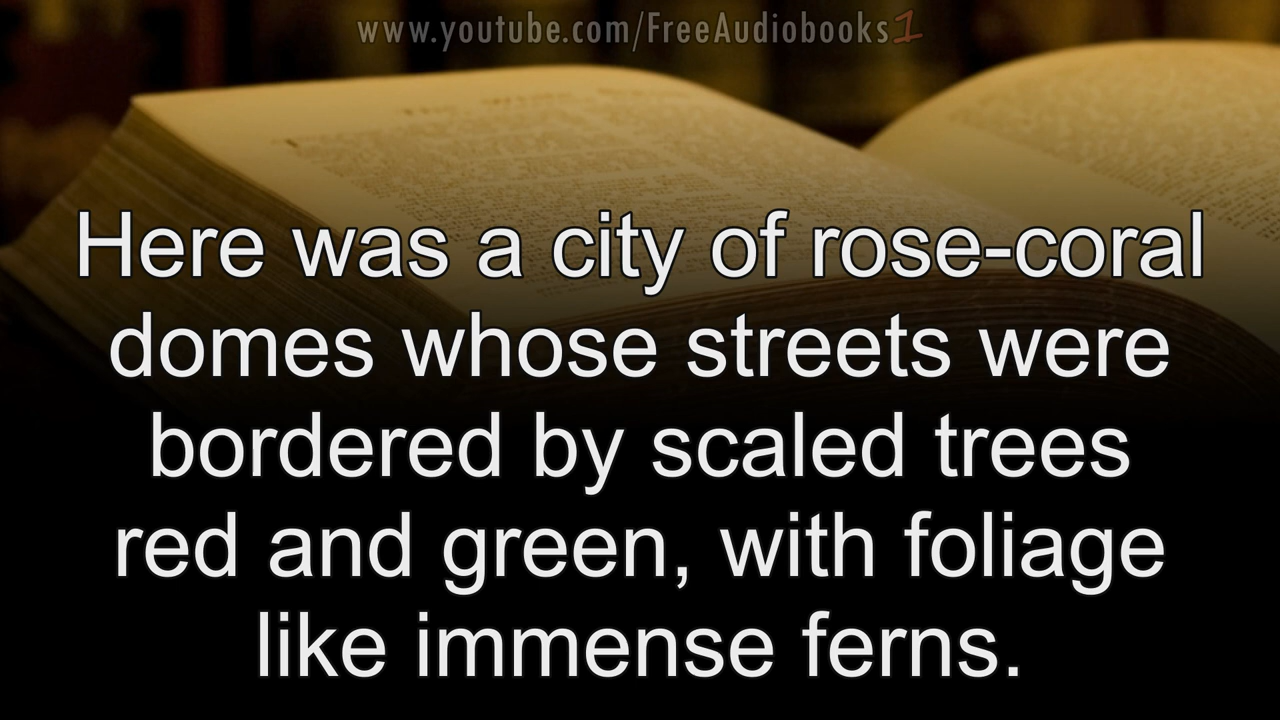 www.youtube.com/FreeAudiobooks1
Here was a city of rose-coral
domes whose streets were
bordered by scaled trees
red and green, with foliage
like immense ferns.